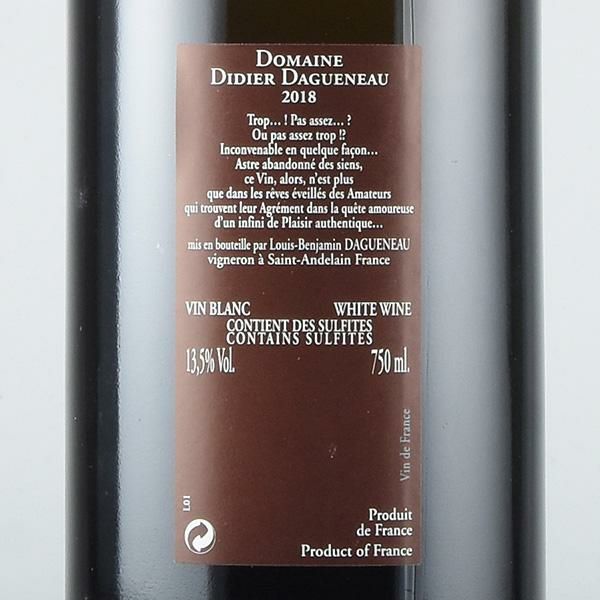 DOMAINE
DIDIER DAGUENEAU
2018
Trop... ! Pas assez... ?
Ou pas assez trop !?
Inconvenable en quelque façon...
Astre abandonné des siens,
ce Vin, alors, n'est plus
que dans les rêves éveillés des Amateurs
qui trouvent leur Agrément dans la quête amoureuse
d'un infini de Plaisir authentique...
mis en bouteille par Louis-Benjamin DAGUENEAU
vigneron à Saint-Andelain France
VIN BLANC WHITE WINE
CONTIENT DES SULFITES
CONTAINS SULFITES
13,5% Vol. 750 ml.
Vin de France
L01
Produit
de France
Product of France